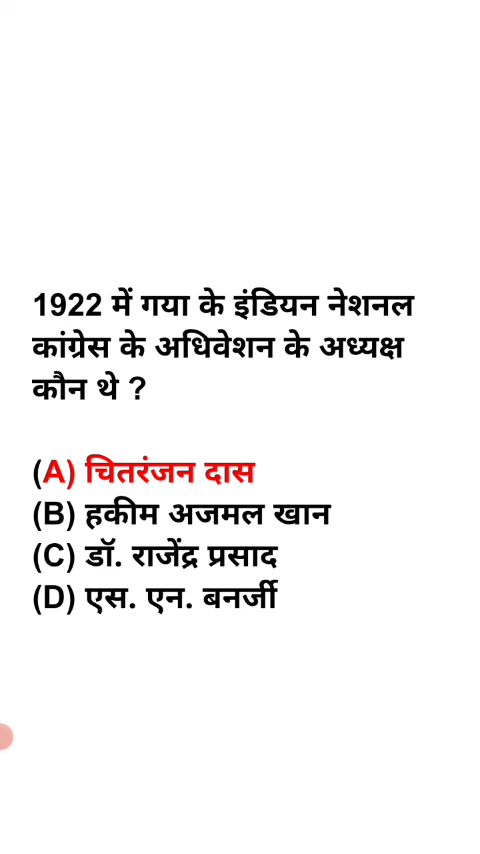 1922 में गया के इंडियन नेशनल
कांग्रेस के अधिवेशन के अध्यक्ष
कौन थे ?
(A) चितरंजन दास
(B) हकीम अजमल खान
(C) डॉ. राजेंद्र प्रसाद
(D) एस. एन. बनर्जी